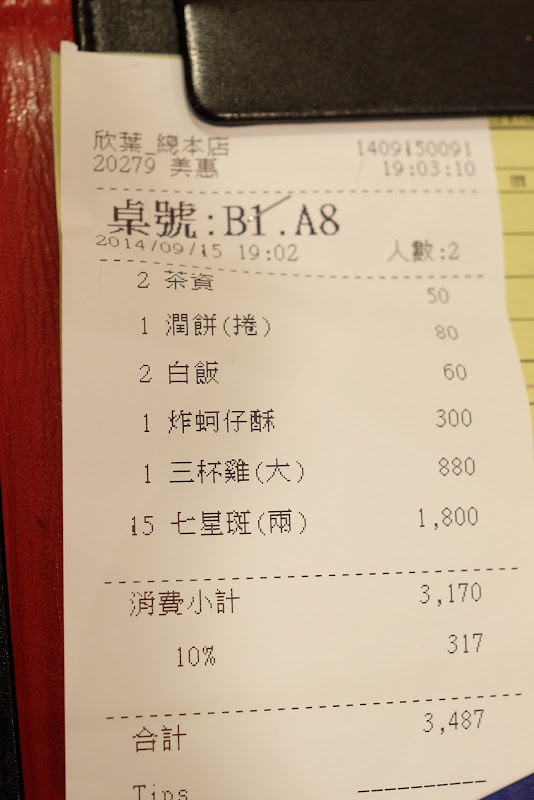 欣葉_總本店 1409150091
20279 美惠 19:03:10
桌號:B1.A8
2014/09/15 19:02 人數:2
2 茶資 50
1 潤餅(捲) 80
2 白飯 60
1 炸蚵仔酥 300
1 三杯雞(大) 880
15 七星斑(兩) 1,800
消費小計 3,170
10% 317
合計 3,487
Tips
價